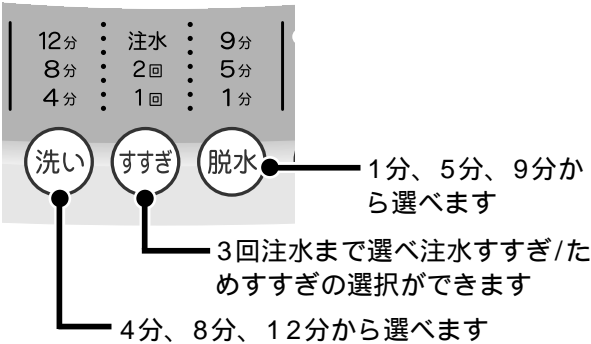 12分 注水 9分
8分 2回 5分
4分 1回 1分
洗い すすぎ 脱水
1分、5分、9分か
ら選べます
3回注水まで選べ注水すすぎ/た
めすすぎの選択ができます
4分、8分、12分から選べます